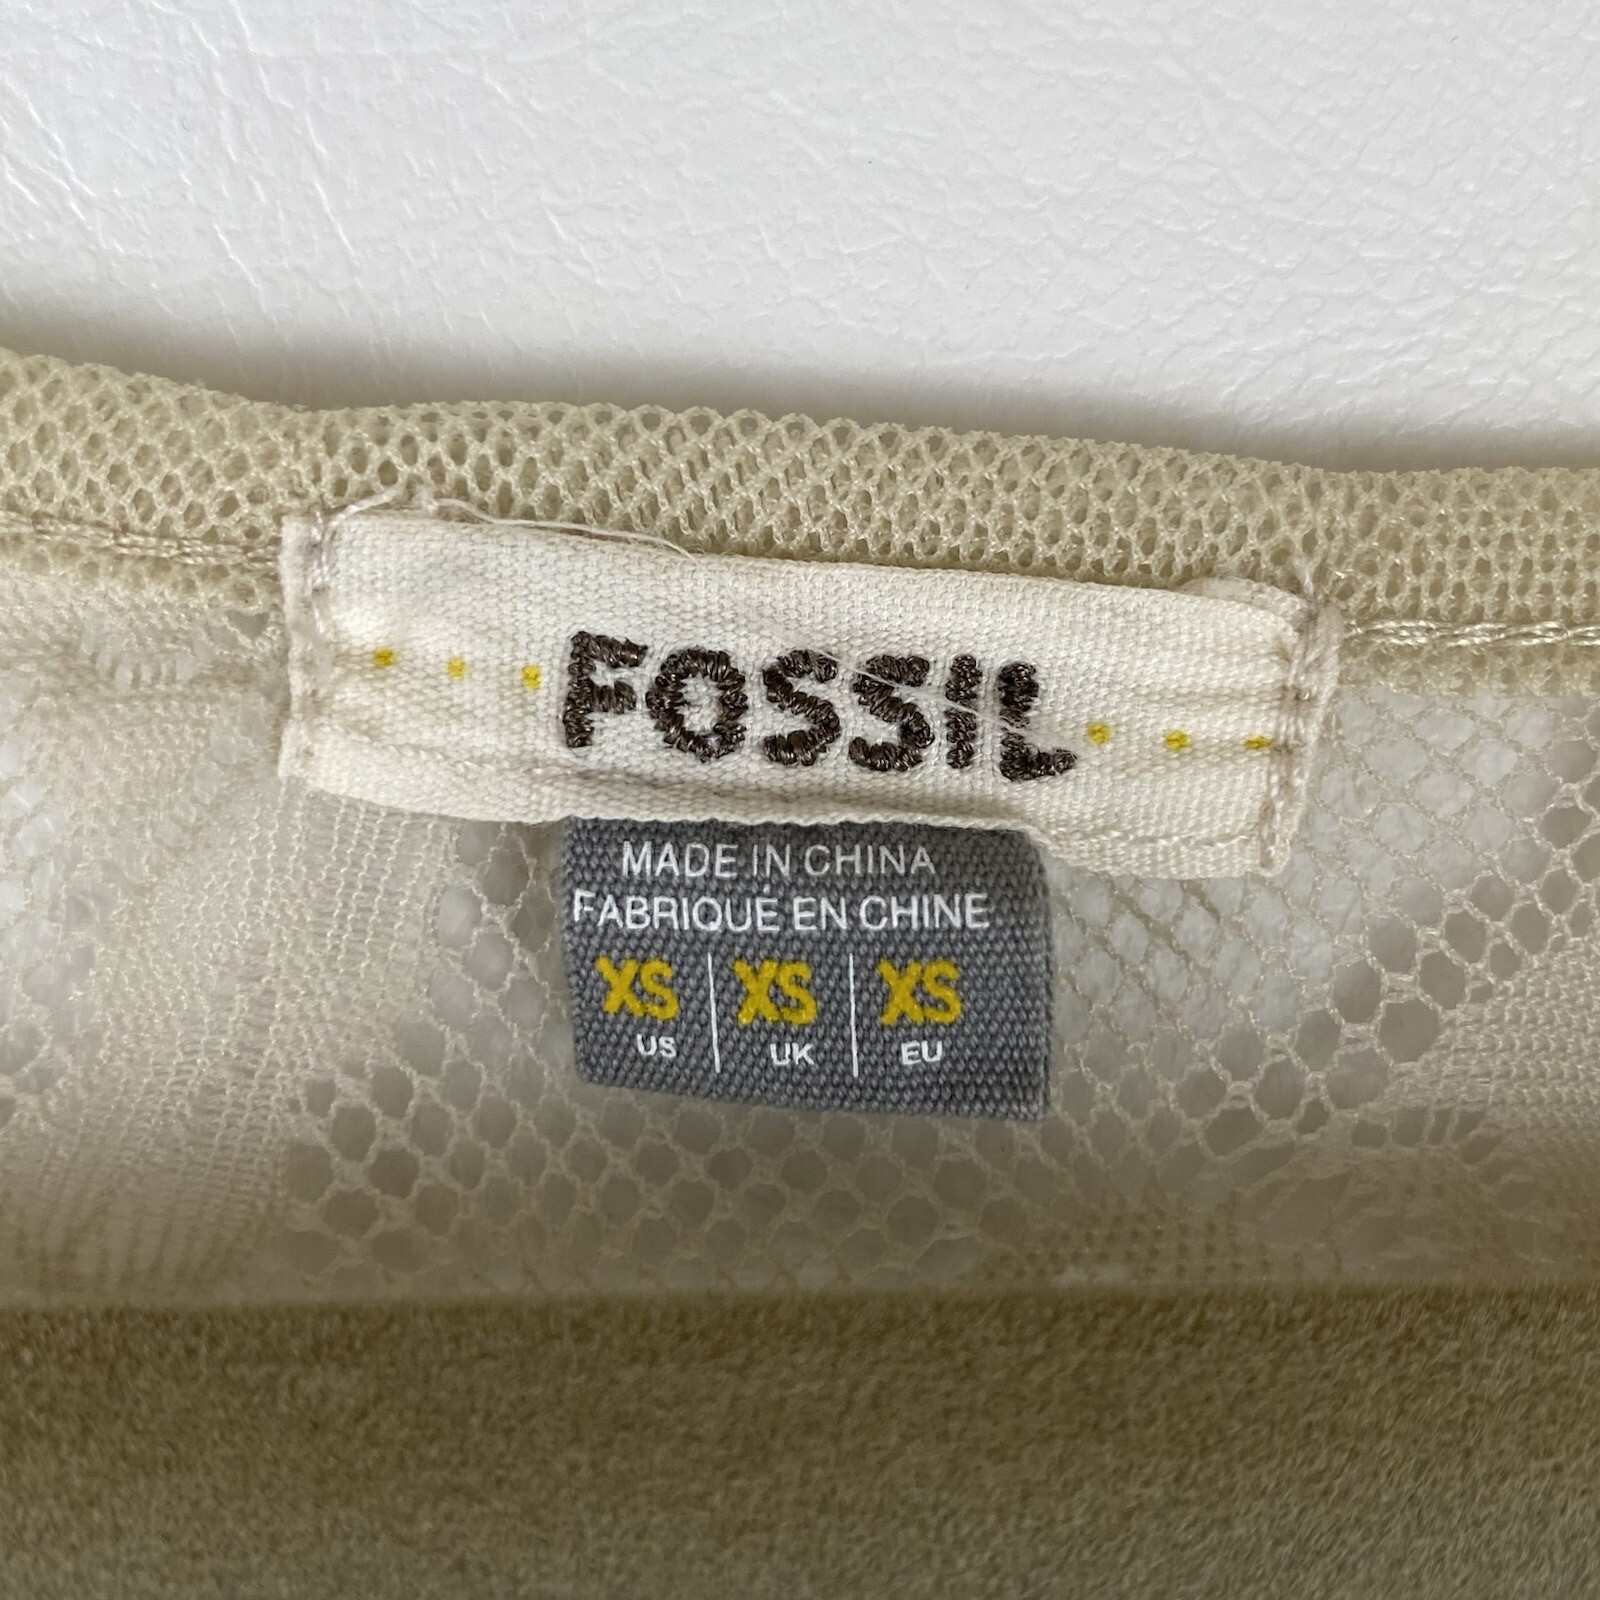 FOSSIL
MADE IN CHINA
FABRIQUÉ EN CHINE
XS | XS | XS
US UK EU